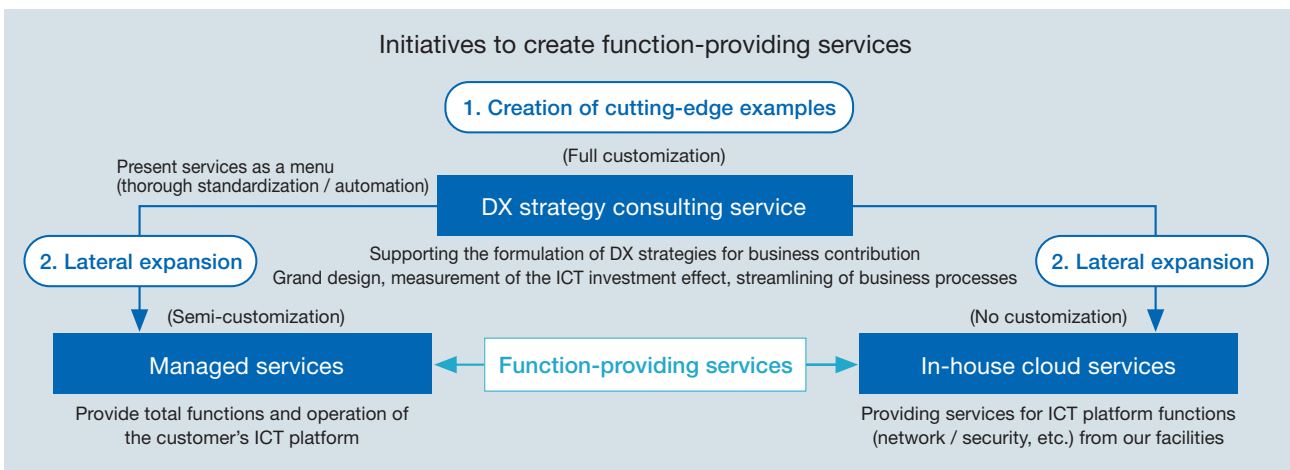 Initiatives to create function-providing services
1. Creation of cutting-edge examples
(Full customization)
Present services as a menu
(thorough standardization / automation)
DX strategy consulting service
Supporting the formulation of DX strategies for business contribution
Grand design, measurement of the ICT investment effect, streamlining of business processes
2. Lateral expansion
2. Lateral expansion
(Semi-customization)
(No customization)
Managed services
Function-providing services
In-house cloud services
Provide total functions and operation of
the customer’s ICT platform
Providing services for ICT platform functions
(network / security, etc.) from our facilities